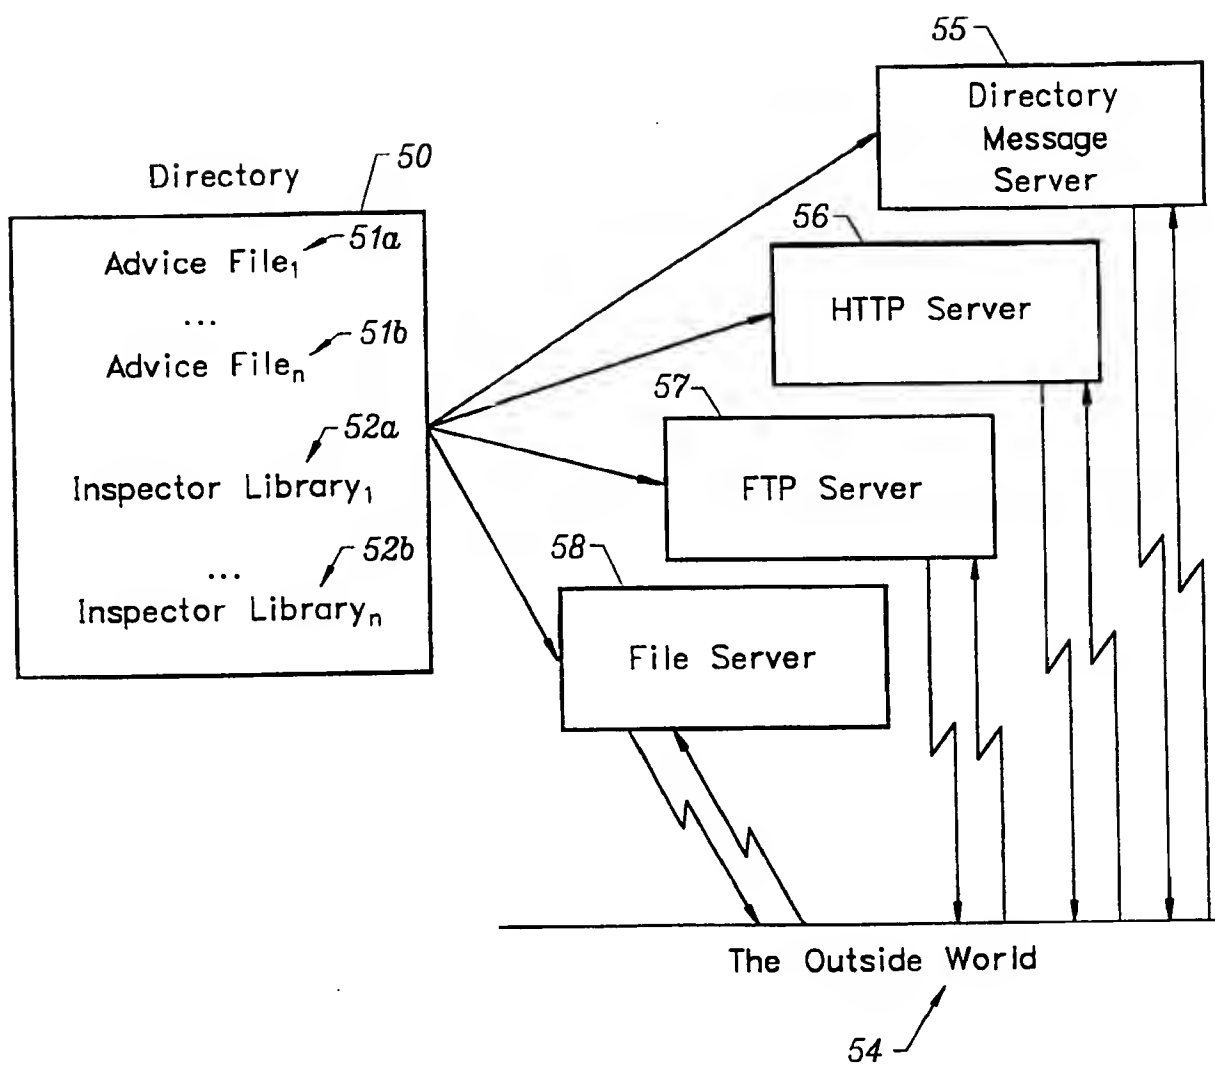 55
Directory
Message
Server
50
Directory
56
51a
Advice File1
...
HTTP Server
51b
Advice Filen
57
52a
Inspector Library1
FTP Server
52b
58
...
Inspector Libraryn
File Server
The Outside World
54